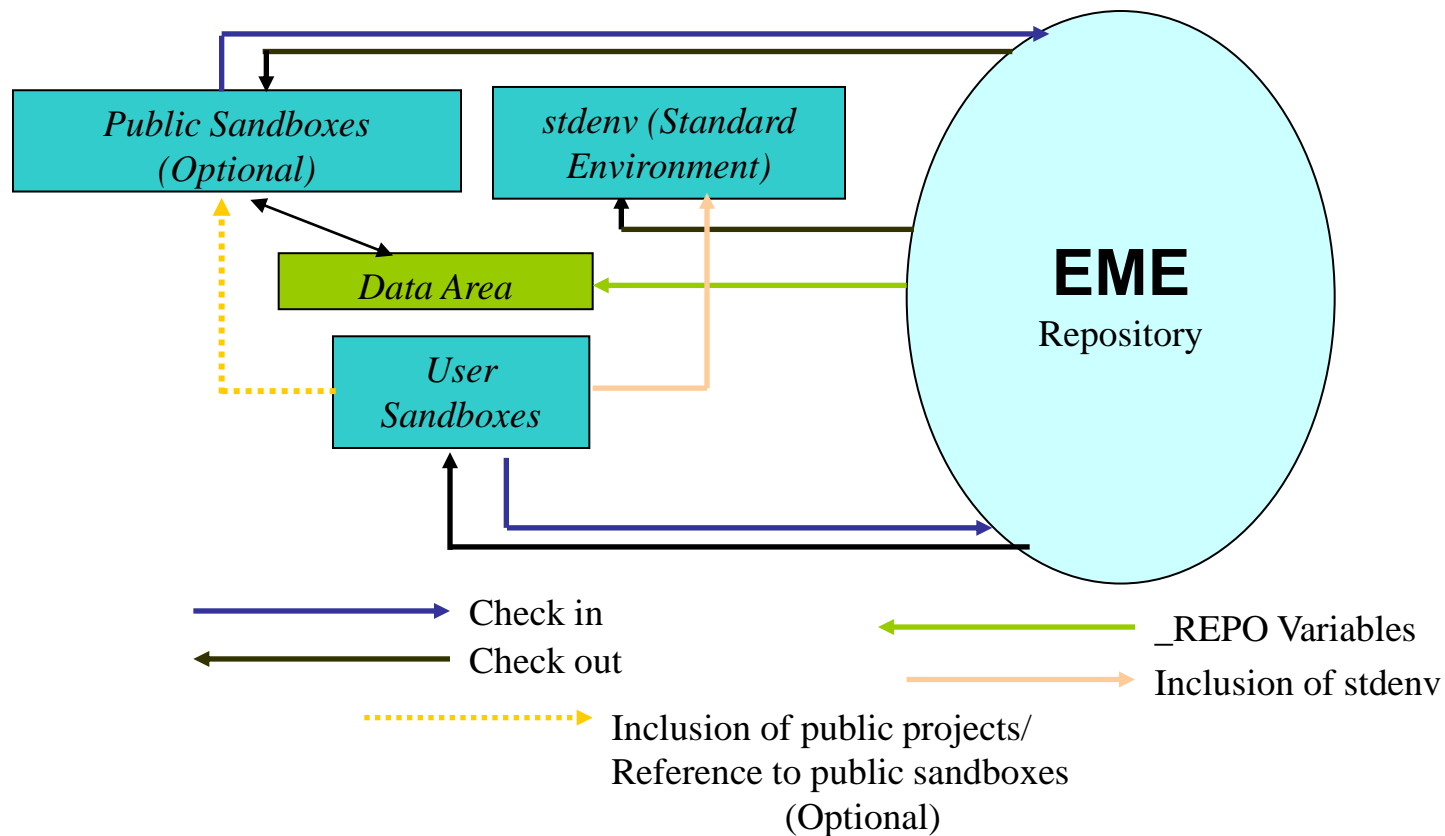 Public Sandboxes
(Optional)
stdenv (Standard
Environment)
Data Area
User
Sandboxes
EME
Repository
Check in
Check out
_REPO Variables
Inclusion of stdenv
Inclusion of public projects/
Reference to public sandboxes
(Optional)